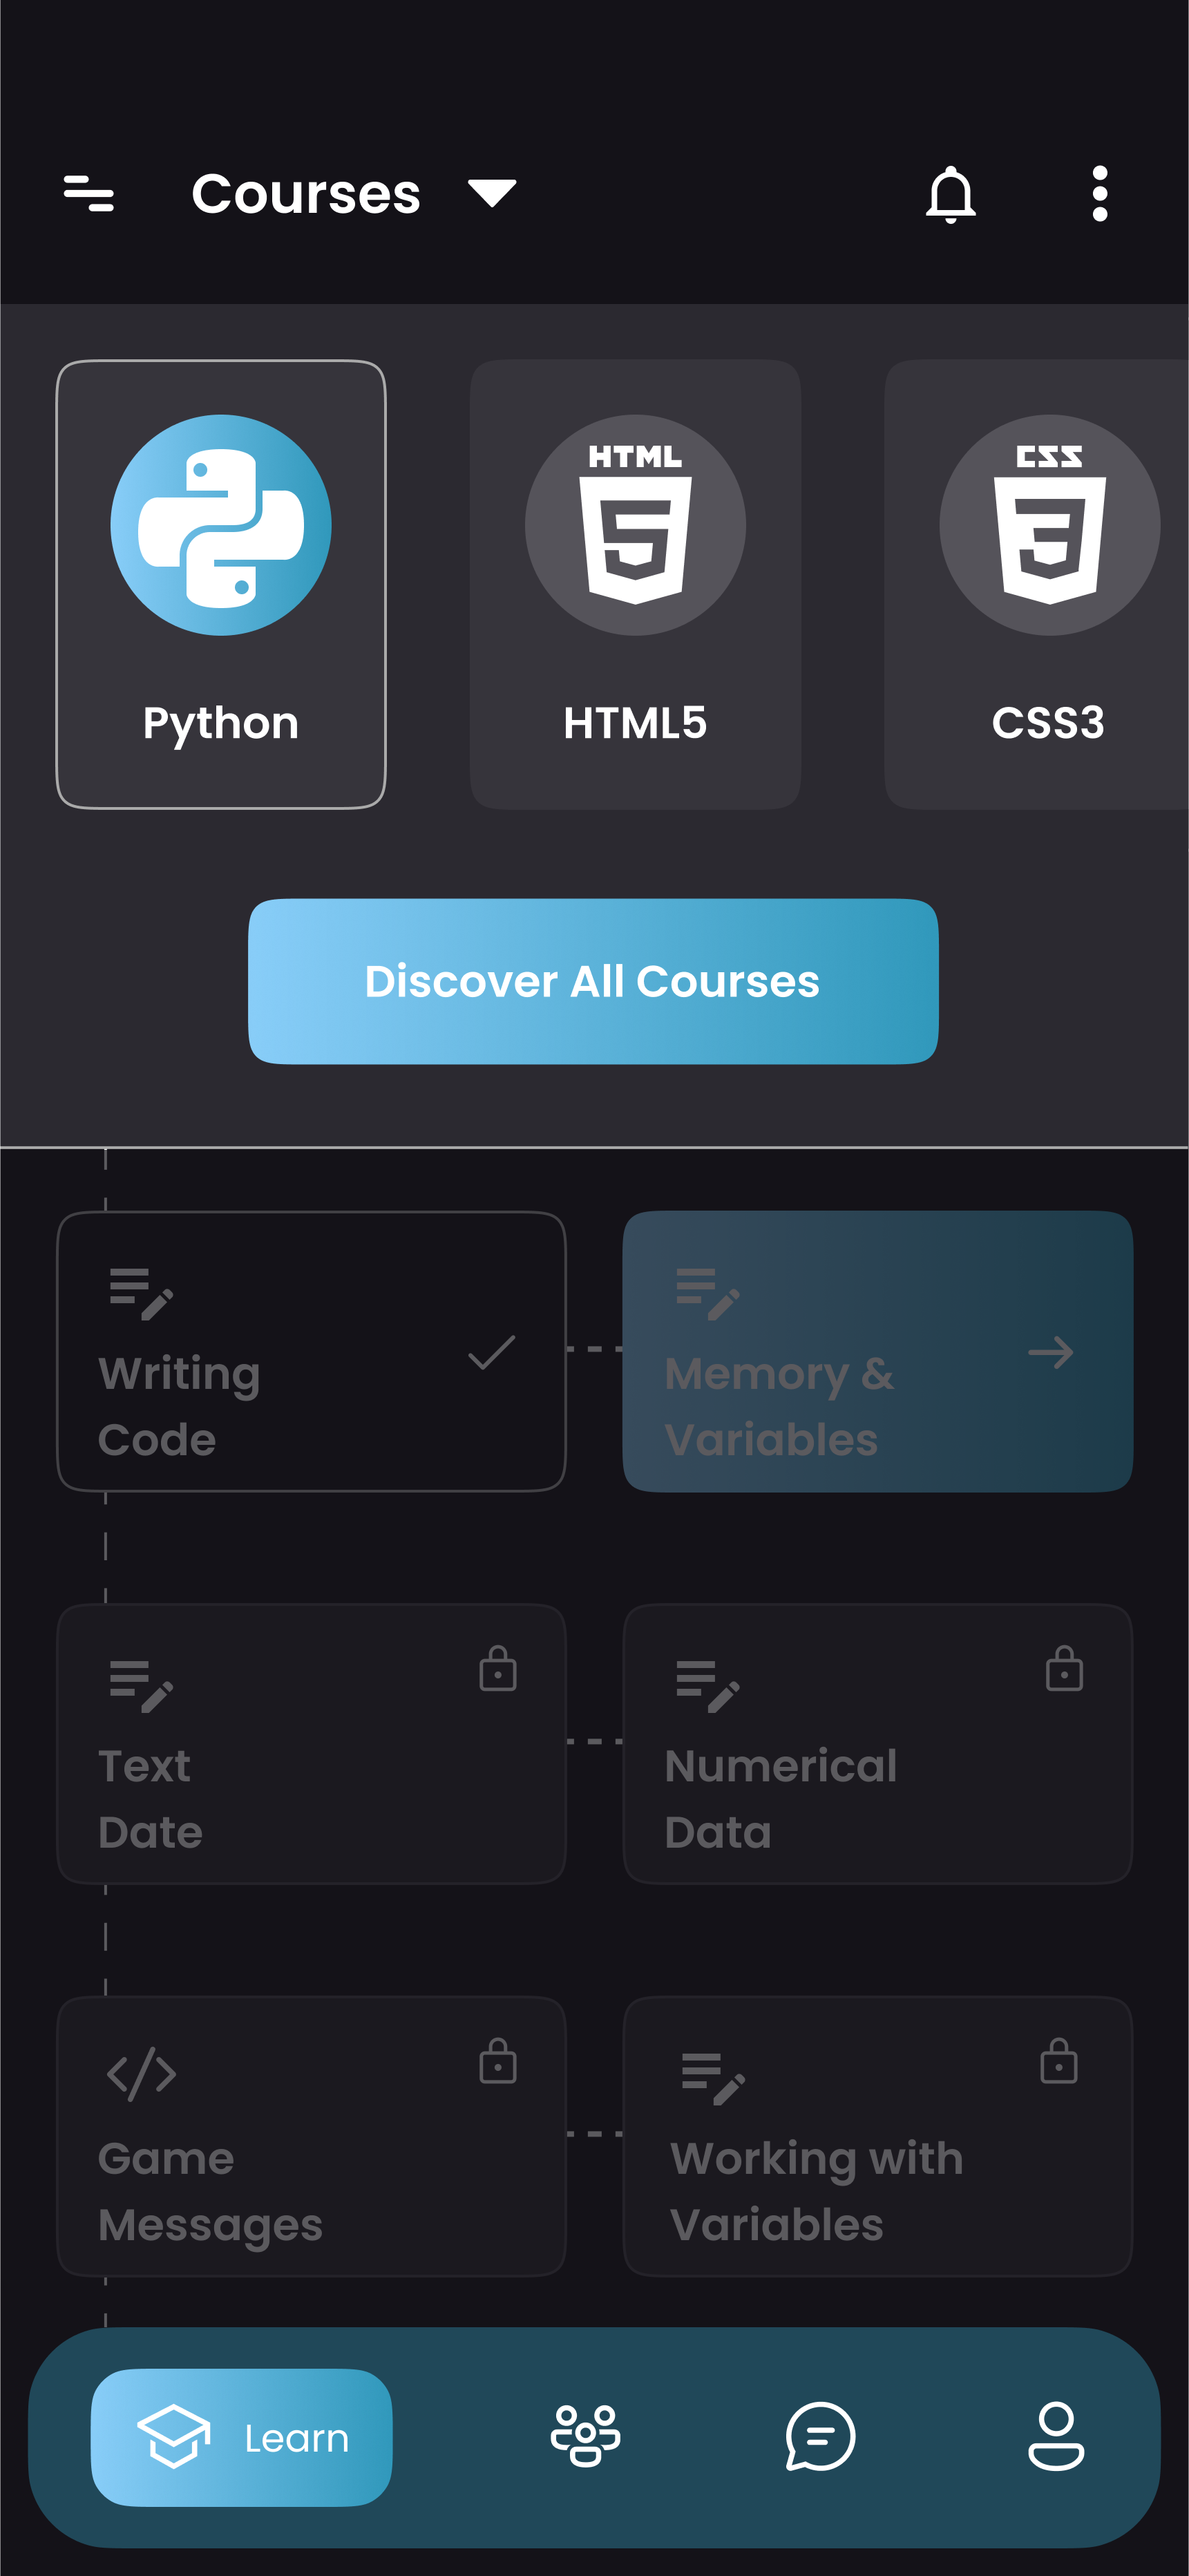 Courses
HTML
CSS
Python
HTML5
CSS3
Discover All Courses
Writing
Code
Memory &
Variables
Text
Date
Numerical
Data
Game
Messages
Working with
Variables
Learn